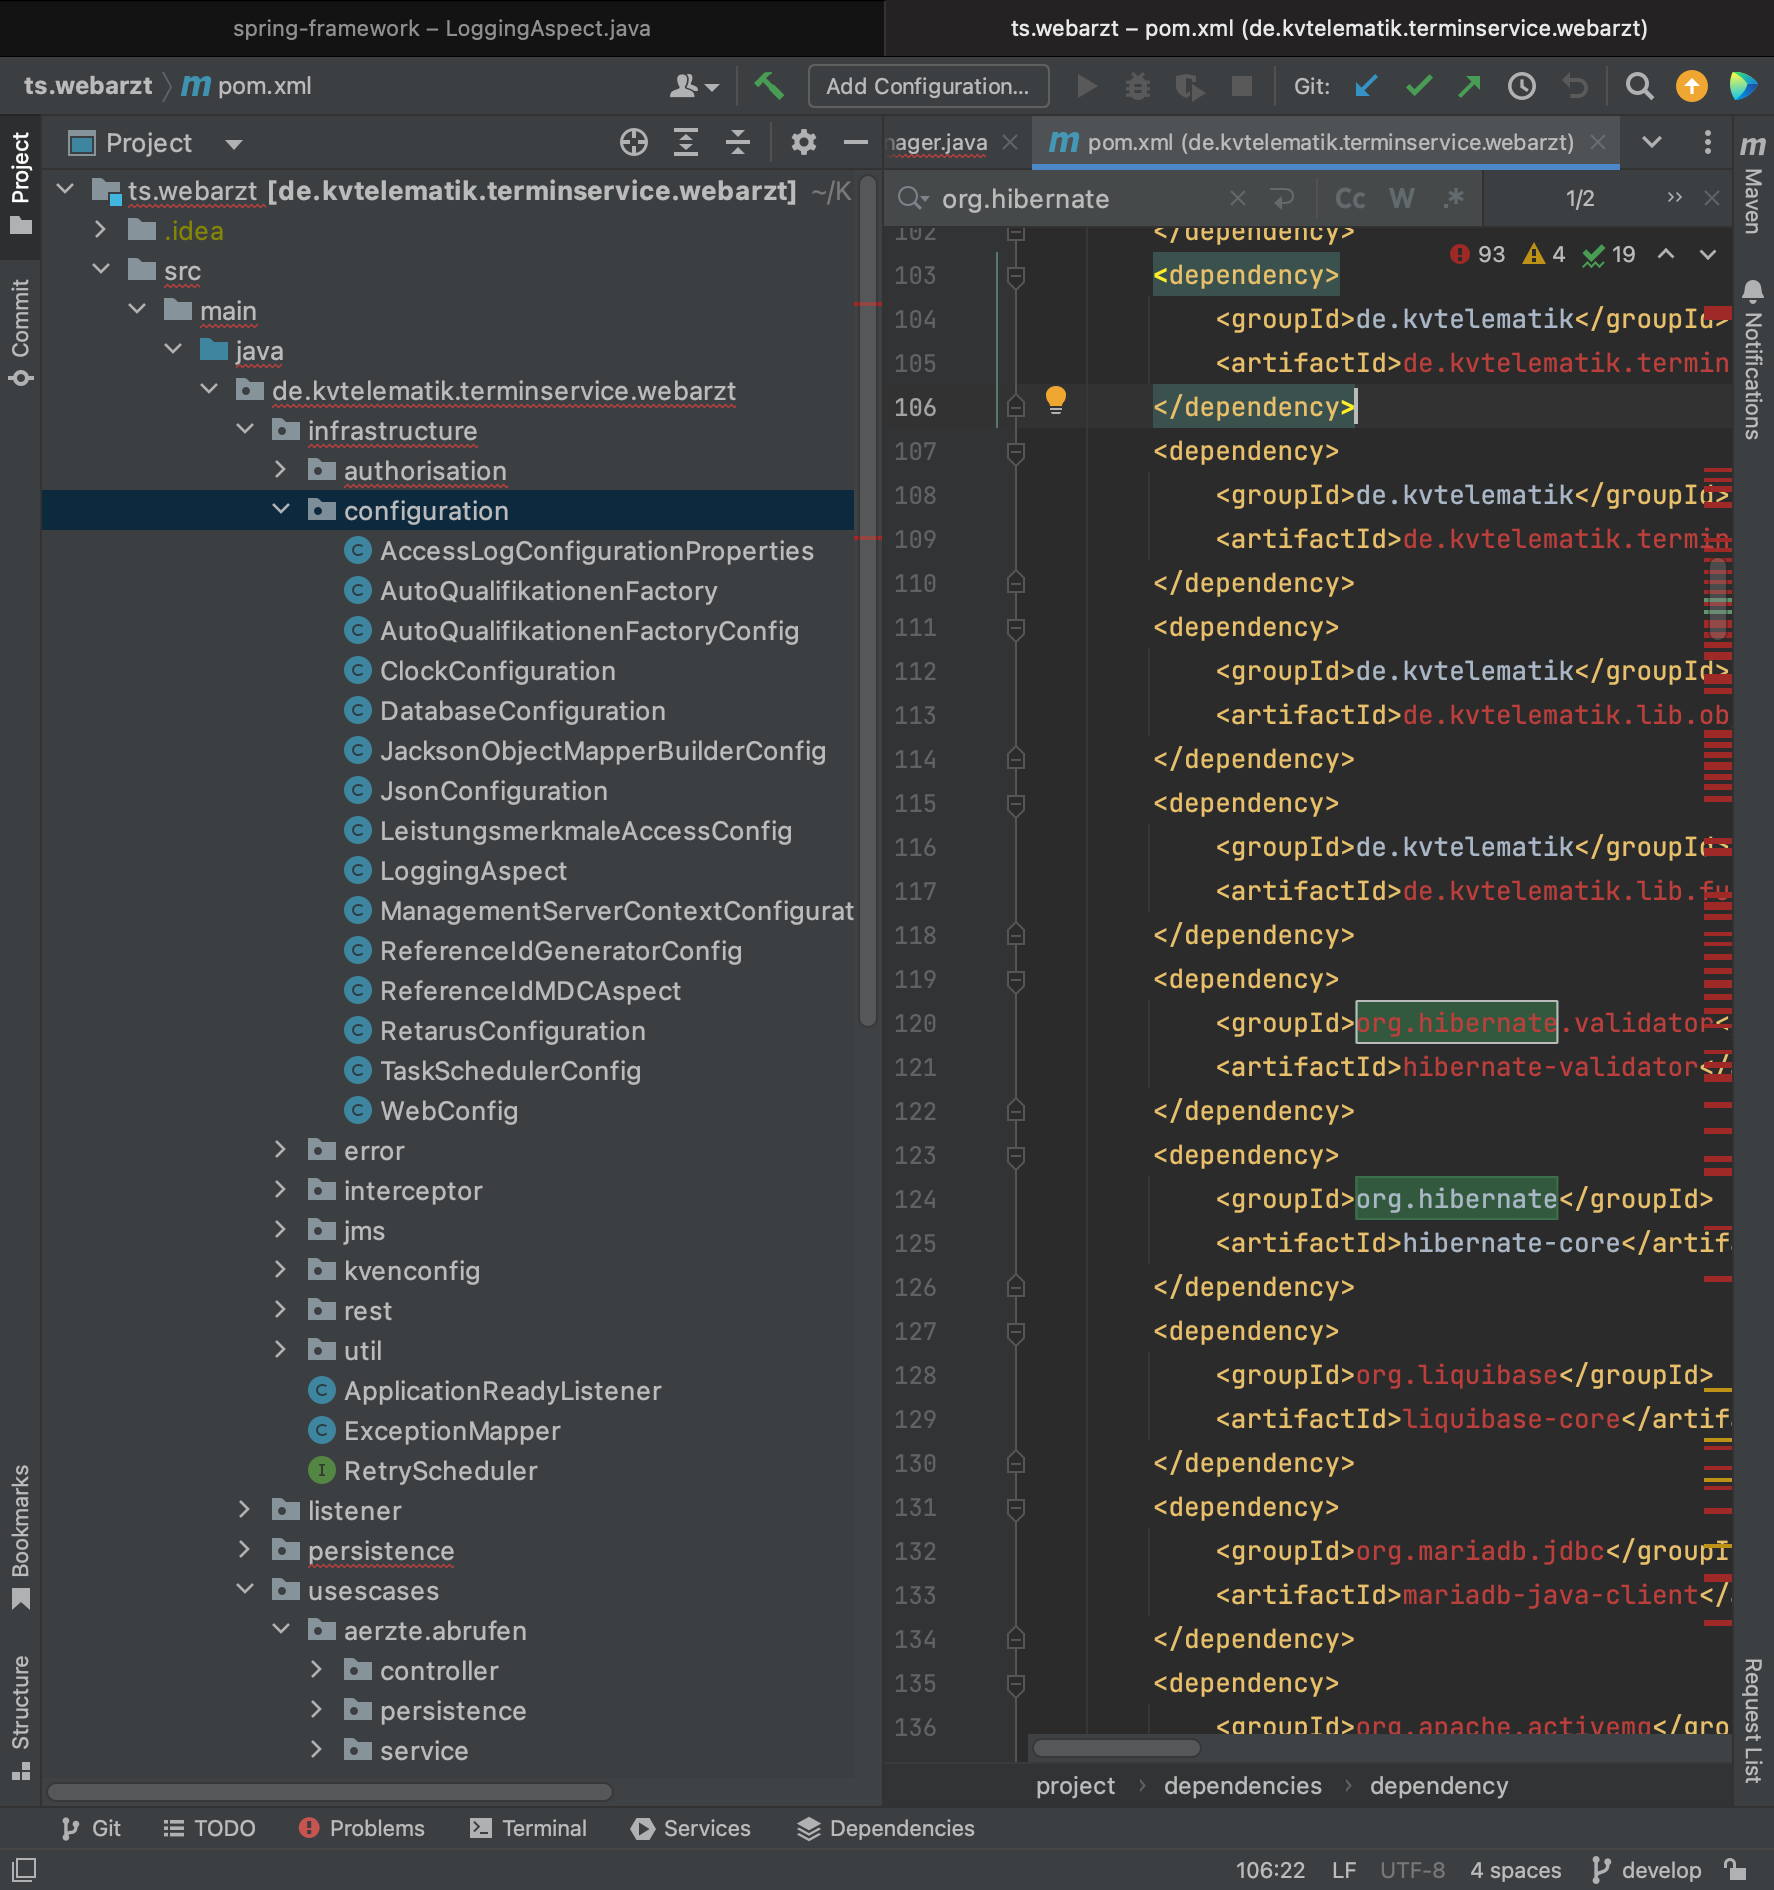 spring-framework – LoggingAspect.java
ts.webarzt – pom.xml (de.kvtelematik.terminservice.webarzt)
ts.webarzt
m pom.xml
Add Configuration...
Git:
Project
nager.java
m pom.xml (de.kvtelematik.terminservice.webarzt)
org.hibernate
Cc W .*
1/2
93 4 19
Project
Commit
Bookmarks
Structure
ts.webarzt [de.kvtelematik.terminservice.webarzt] ~/K
.idea
src
main
java
de.kvtelematik.terminservice.webarzt
infrastructure
authorisation
configuration
C AccessLogConfigurationProperties
C AutoQualifikationenFactory
C AutoQualifikationenFactoryConfig
C ClockConfiguration
C DatabaseConfiguration
C JacksonObjectMapperBuilderConfig
C JsonConfiguration
C LeistungsmerkmaleAccessConfig
C LoggingAspect
C ManagementServerContextConfigurat
C ReferenceIdGeneratorConfig
C ReferenceIdMDCAspect
C RetarusConfiguration
C TaskSchedulerConfig
C WebConfig
error
interceptor
jms
kvenconfig
rest
util
C ApplicationReadyListener
C ExceptionMapper
I RetryScheduler
listener
persistence
usescases
aerzte.abrufen
controller
persistence
service
102 </dependency>
103 <dependency>
104 <groupId>de.kvtelematik</groupId>
105 <artifactId>de.kvtelematik.termin
106 </dependency>
107 <dependency>
108 <groupId>de.kvtelematik</groupId>
109 <artifactId>de.kvtelematik.termin
110 </dependency>
111 <dependency>
112 <groupId>de.kvtelematik</groupId>
113 <artifactId>de.kvtelematik.lib.ob
114 </dependency>
115 <dependency>
116 <groupId>de.kvtelematik</groupId>
117 <artifactId>de.kvtelematik.lib.fu
118 </dependency>
119 <dependency>
120 <groupId>org.hibernate.validator<
121 <artifactId>hibernate-validator</
122 </dependency>
123 <dependency>
124 <groupId>org.hibernate</groupId>
125 <artifactId>hibernate-core</artif
126 </dependency>
127 <dependency>
128 <groupId>org.liquibase</groupId>
129 <artifactId>liquibase-core</artif
130 </dependency>
131 <dependency>
132 <groupId>org.mariadb.jdbc</groupI
133 <artifactId>mariadb-java-client</
134 </dependency>
135 <dependency>
136 <groupId>org.apache.activemq</gro
m Maven
Notifications
Request List
project › dependencies › dependency
Git
TODO
Problems
Terminal
Services
Dependencies
106:22 LF UTF-8 4 spaces develop